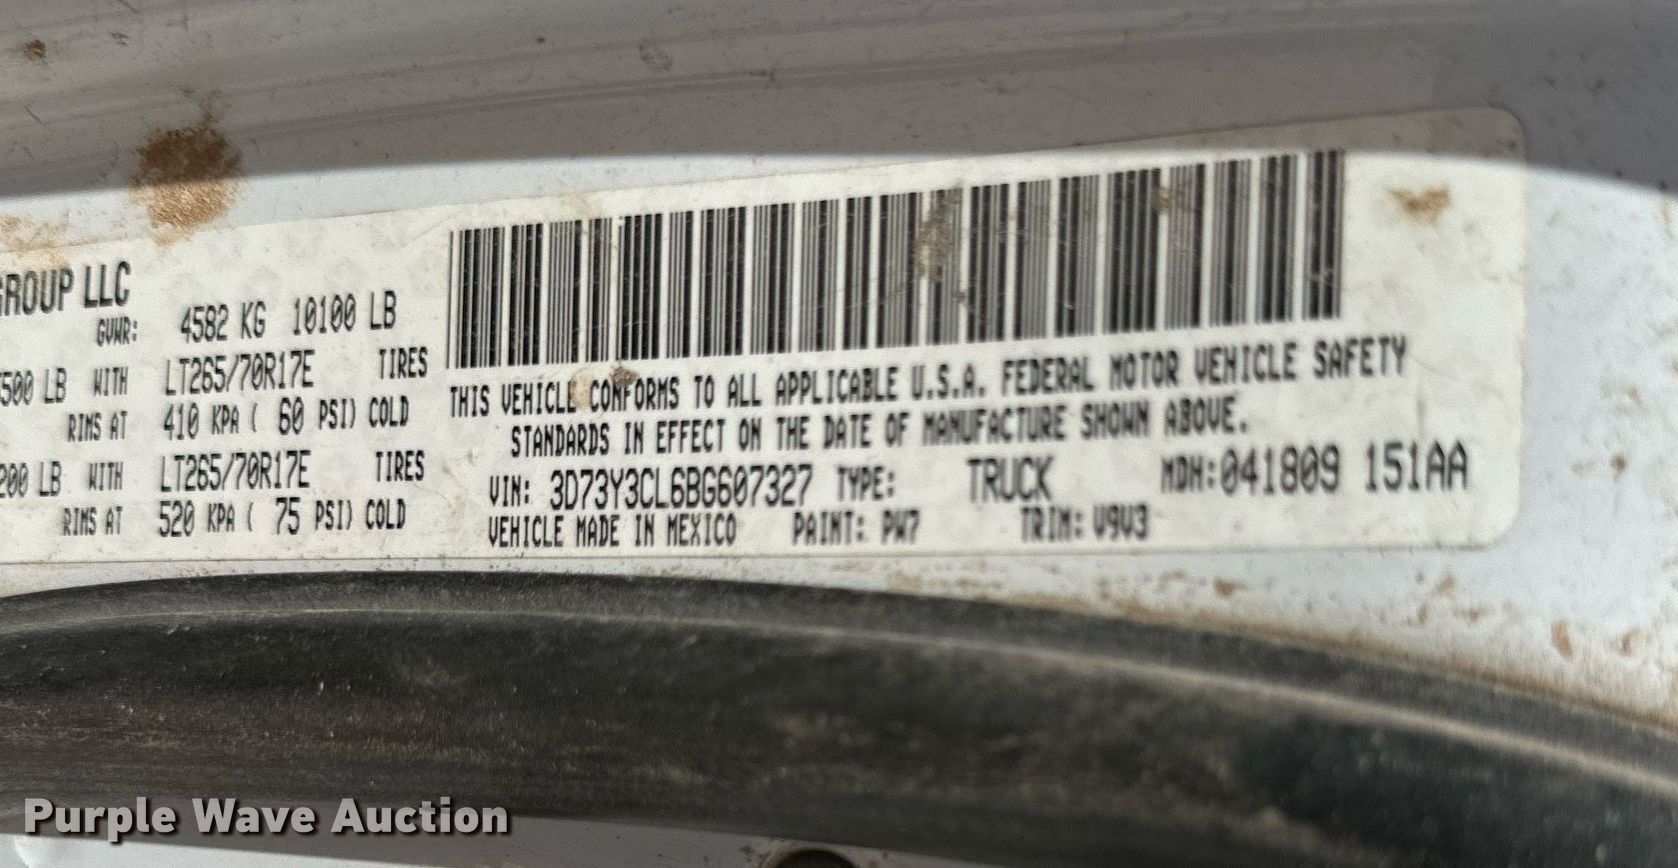 GROUP LLC
GVWR: 4582 KG 10100 LB
500 LB WITH LT265/70R17E TIRES
RIMS AT 410 KPA ( 60 PSI) COLD
200 LB WITH LT265/70R17E TIRES
RIMS AT 520 KPA ( 75 PSI) COLD
THIS VEHICLE CONFORMS TO ALL APPLICABLE U.S.A. FEDERAL MOTOR VEHICLE SAFETY
STANDARDS IN EFFECT ON THE DATE OF MANUFACTURE SHOWN ABOVE.
VIN: 3D73Y3CL6BG607327 TYPE: TRUCK MDH:041809 151AA
VEHICLE MADE IN MEXICO PAINT: PW7 TRIM: V9V3
Purple Wave Auction